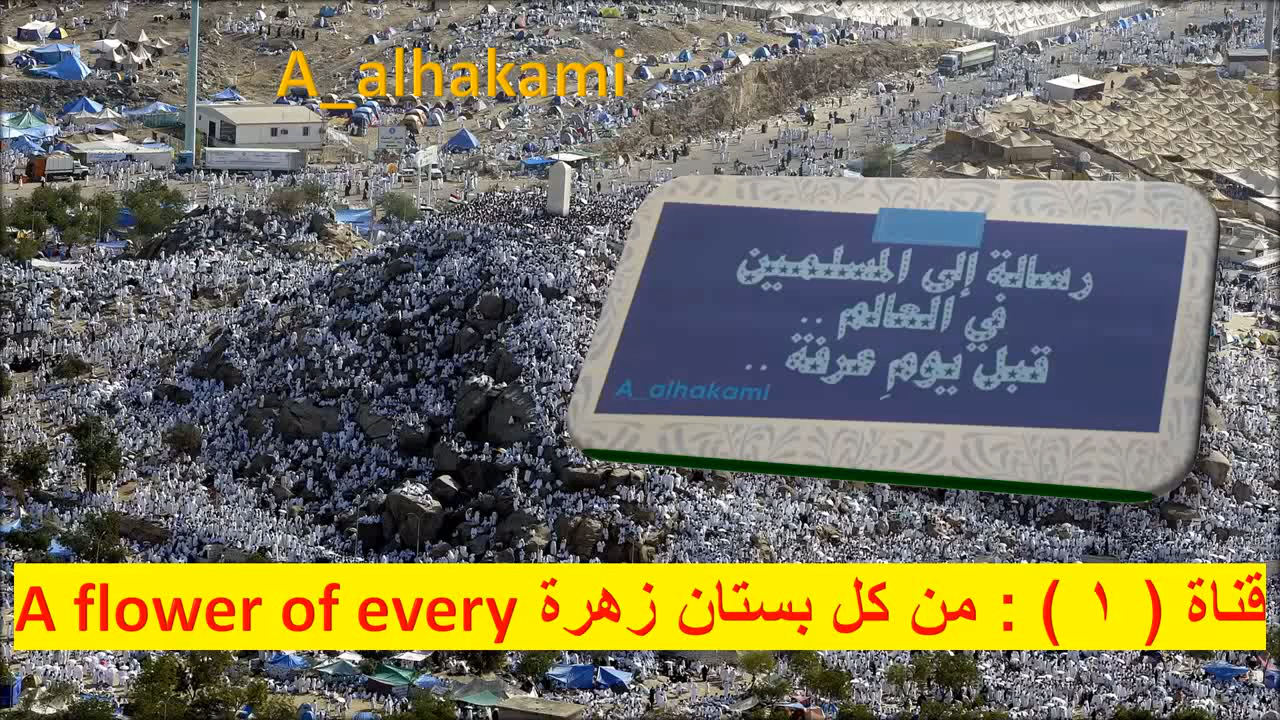 A_alhakami
رسالة إلى المسلمين
في العالم ..
قبل يومِ عرفة ..
A_alhakami
قناة ( ١ ) : من كل بستان زهرة A flower of every